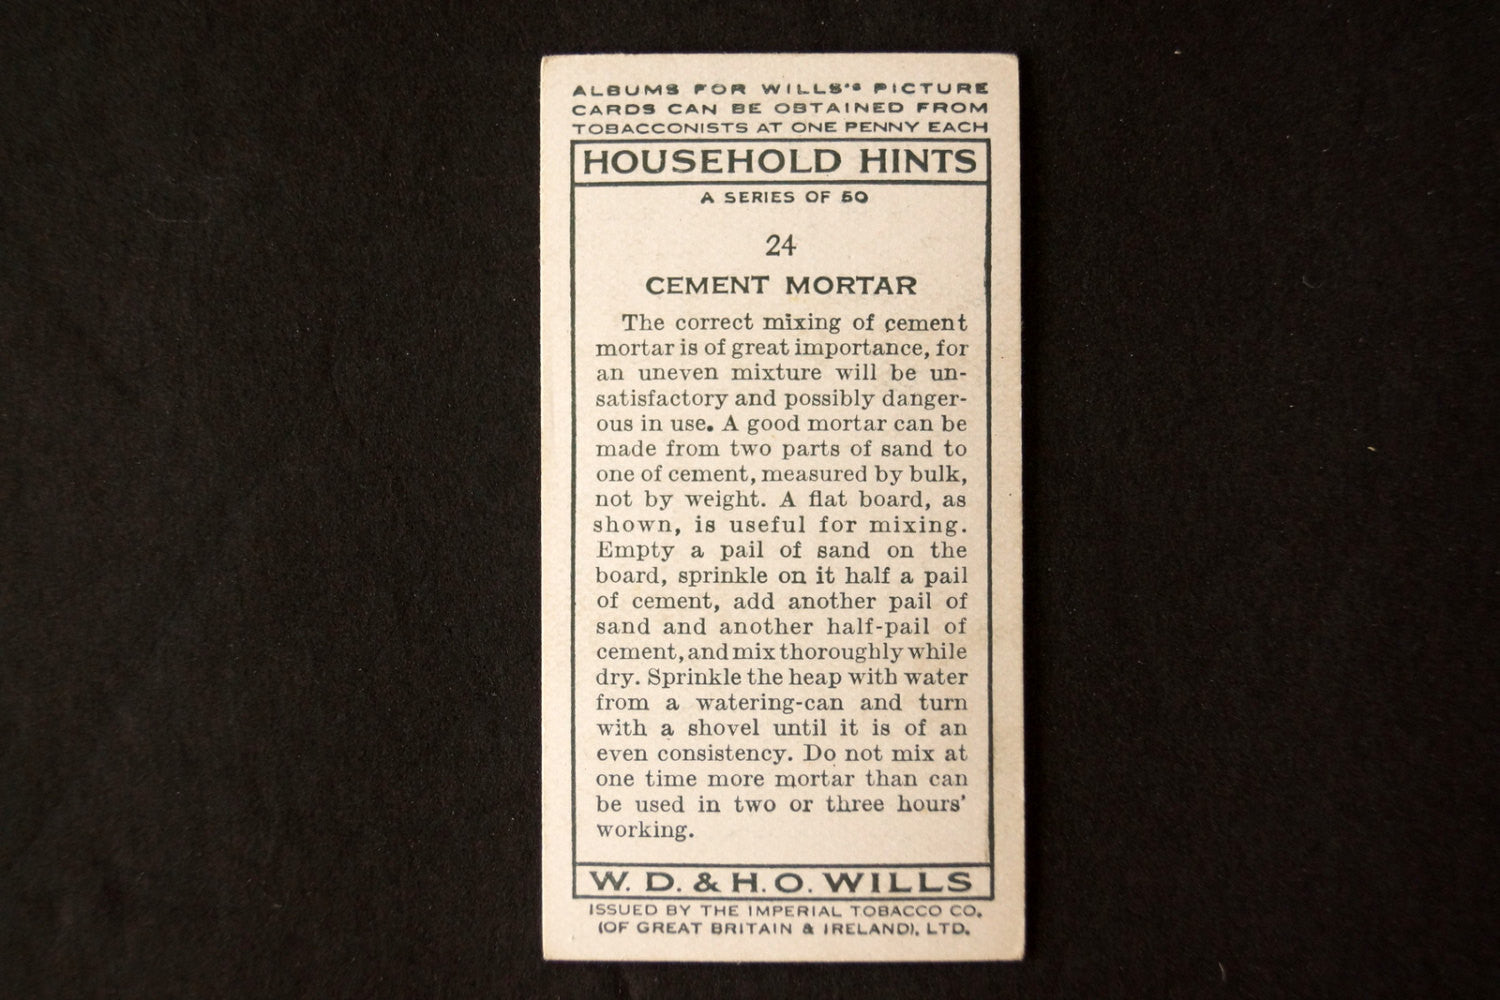 ALBUMS FOR WILLS'S PICTURE
CARDS CAN BE OBTAINED FROM
TOBACCONISTS AT ONE PENNY EACH
HOUSEHOLD HINTS
A SERIES OF 50
24
CEMENT MORTAR
The correct mixing of cement
mortar is of great importance, for
an uneven mixture will be un-
satisfactory and possibly danger-
ous in use. A good mortar can be
made from two parts of sand to
one of cement, measured by bulk,
not by weight. A flat board, as
shown, is useful for mixing.
Empty a pail of sand on the
board, sprinkle on it half a pail
of cement, add another pail of
sand and another half-pail of
cement, and mix thoroughly while
dry. Sprinkle the heap with water
from a watering-can and turn
with a shovel until it is of an
even consistency. Do not mix at
one time more mortar than can
be used in two or three hours'
working.
W. D. & H. O. WILLS
ISSUED BY THE IMPERIAL TOBACCO CO.
(OF GREAT BRITAIN & IRELAND), LTD.